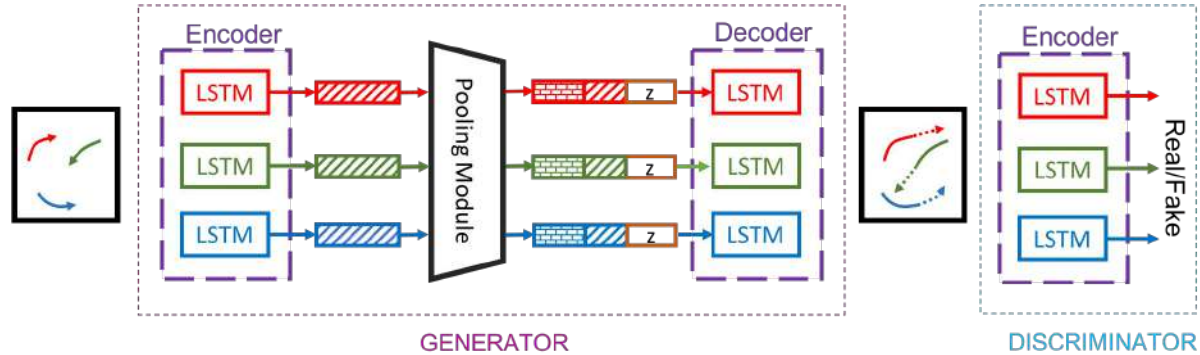 Encoder
LSTM
LSTM
LSTM
Pooling Module
z
z
z
Decoder
LSTM
LSTM
LSTM
GENERATOR
Encoder
LSTM
LSTM
LSTM
Real/Fake
DISCRIMINATOR